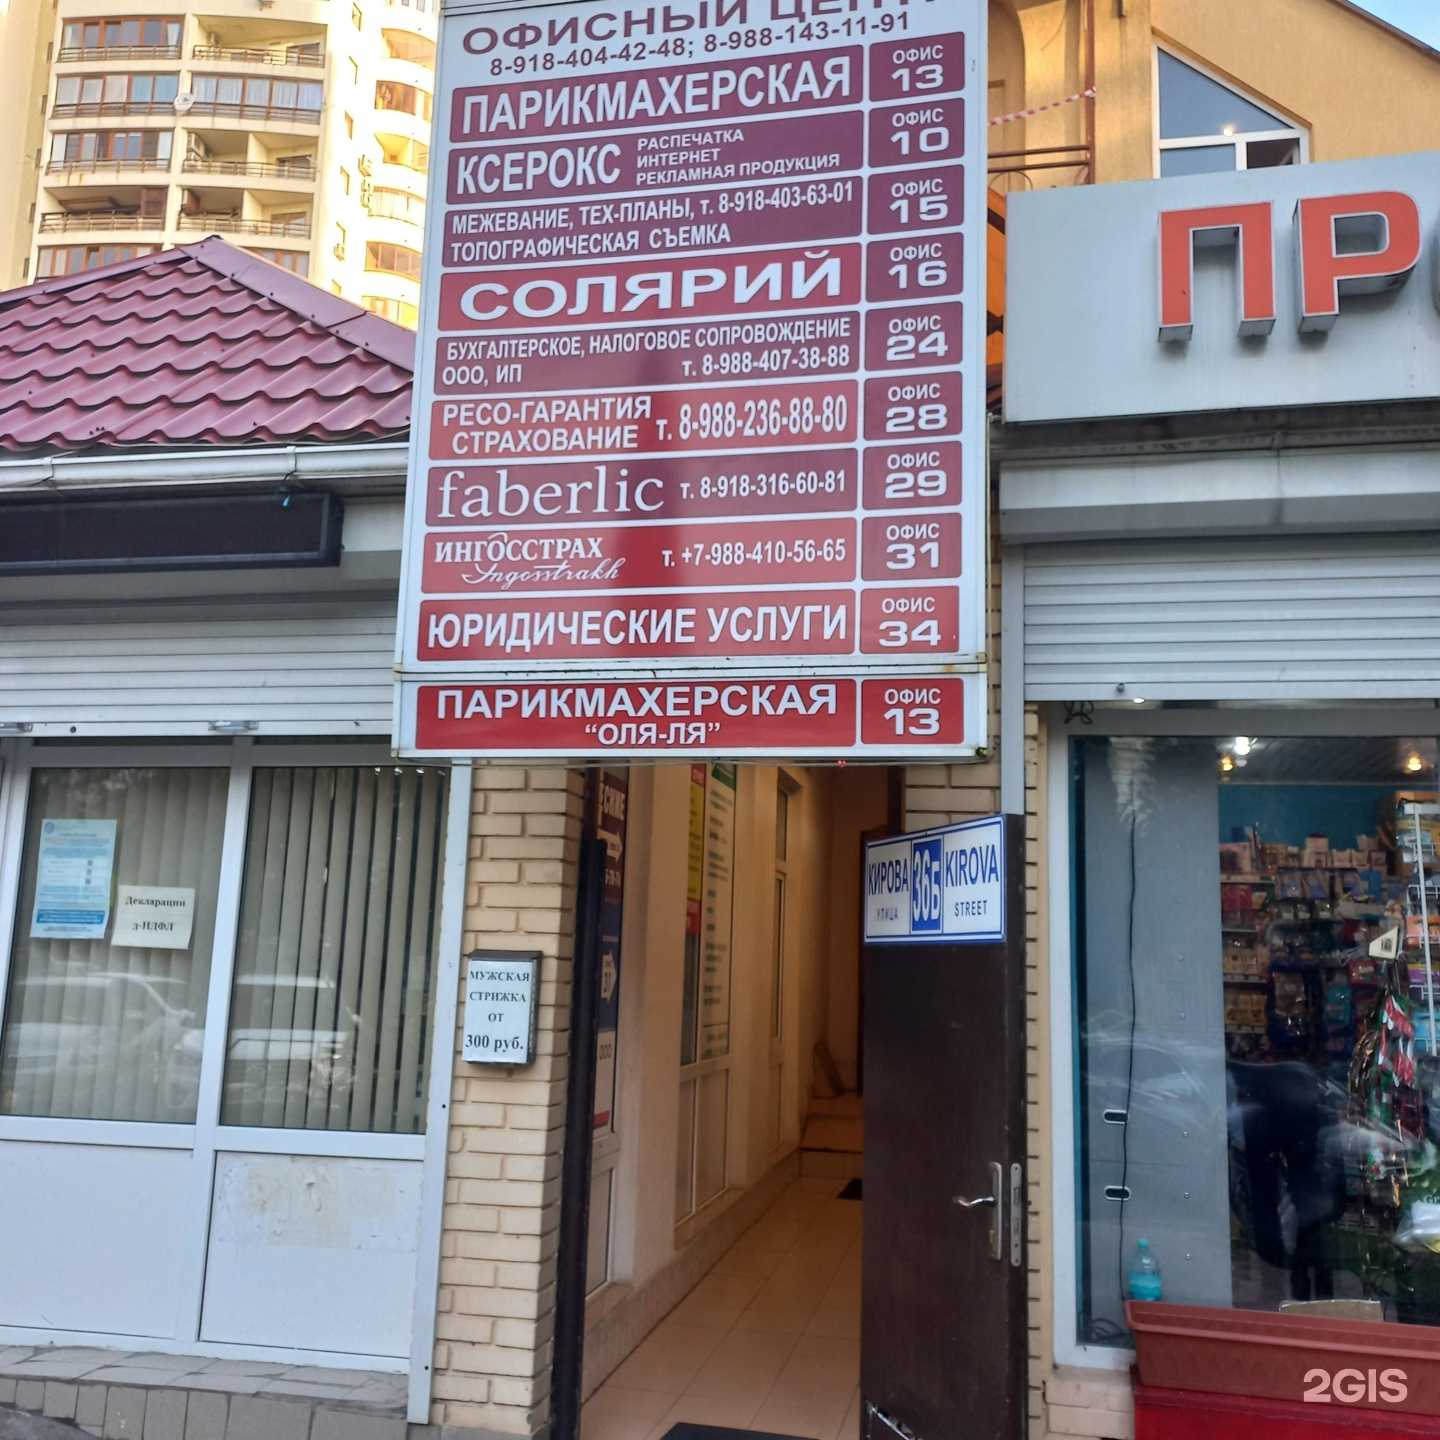 ОФИСНЫЙ ЦЕНТ
8-918-404-42-48; 8-988-143-11-91
ПАРИКМАХЕРСКАЯ
ОФИС
13
КСЕРОКС
РАСПЕЧАТКА
ИНТЕРНЕТ
РЕКЛАМНАЯ ПРОДУКЦИЯ
ОФИС
10
МЕЖЕВАНИЕ, ТЕХ-ПЛАНЫ, т. 8-918-403-63-01
ТОПОГРАФИЧЕСКАЯ СЪЕМКА
ОФИС
15
СОЛЯРИЙ
ОФИС
16
БУХГАЛТЕРСКОЕ, НАЛОГОВОЕ СОПРОВОЖДЕНИЕ
ООО, ИП т. 8-988-407-38-88
ОФИС
24
РЕСО-ГАРАНТИЯ
СТРАХОВАНИЕ
т. 8-988-236-88-80
ОФИС
28
faberlic т. 8-918-316-60-81
ОФИС
29
ИНГОССТРАХ
Ingosstrakh
т. +7-988-410-56-65
ОФИС
31
ЮРИДИЧЕСКИЕ УСЛУГИ
ОФИС
34
ПАРИКМАХЕРСКАЯ
“ОЛЯ-ЛЯ”
ОФИС
13
ПР
Декларации
3-НДФЛ
МУЖСКАЯ
СТРИЖКА
ОТ
300 руб.
СКИЕ
31
ООО
КИРОВА
УЛИЦА
36Б
KIROVA
STREET
2GIS